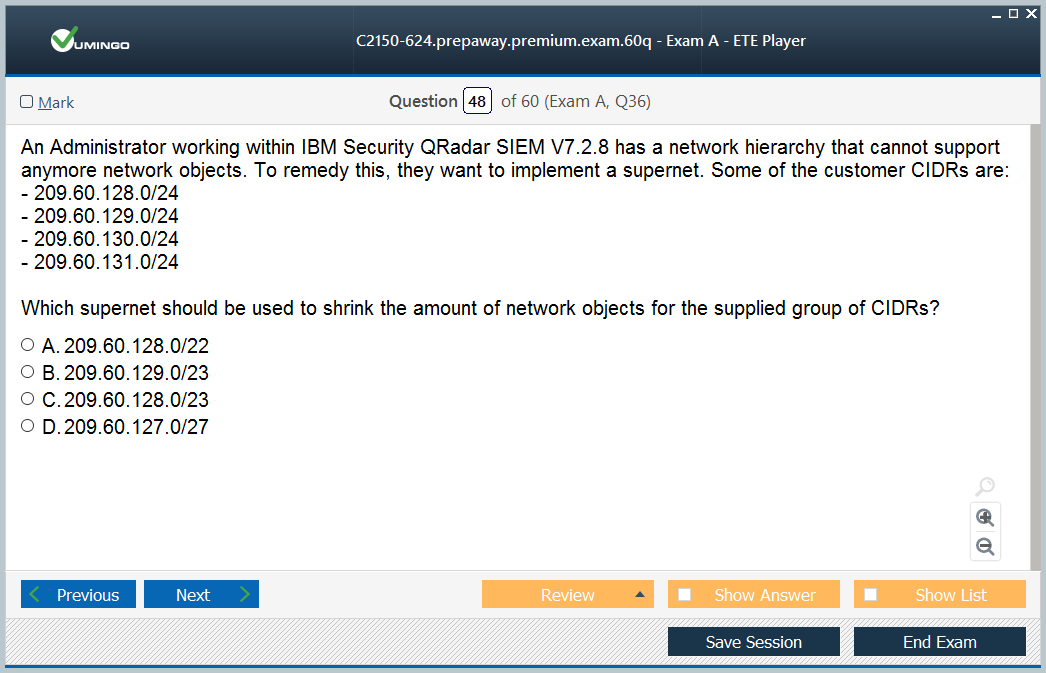 VUMINGO
C2150-624.prepaway.premium.exam.60q - Exam A - ETE Player
Mark
Question 48 of 60 (Exam A, Q36)
An Administrator working within IBM Security QRadar SIEM V7.2.8 has a network hierarchy that cannot support
anymore network objects. To remedy this, they want to implement a supernet. Some of the customer CIDRs are:
- 209.60.128.0/24
- 209.60.129.0/24
- 209.60.130.0/24
- 209.60.131.0/24
Which supernet should be used to shrink the amount of network objects for the supplied group of CIDRs?
A. 209.60.128.0/22
B. 209.60.129.0/23
C. 209.60.128.0/23
D. 209.60.127.0/27
Previous Next Review Show Answer Show List
Save Session End Exam